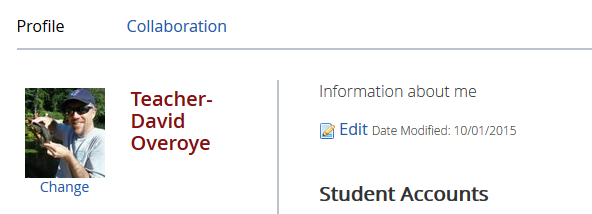 Profile Collaboration
Teacher-
David
Overoye
Change
Information about me
Edit Date Modified: 10/01/2015
Student Accounts